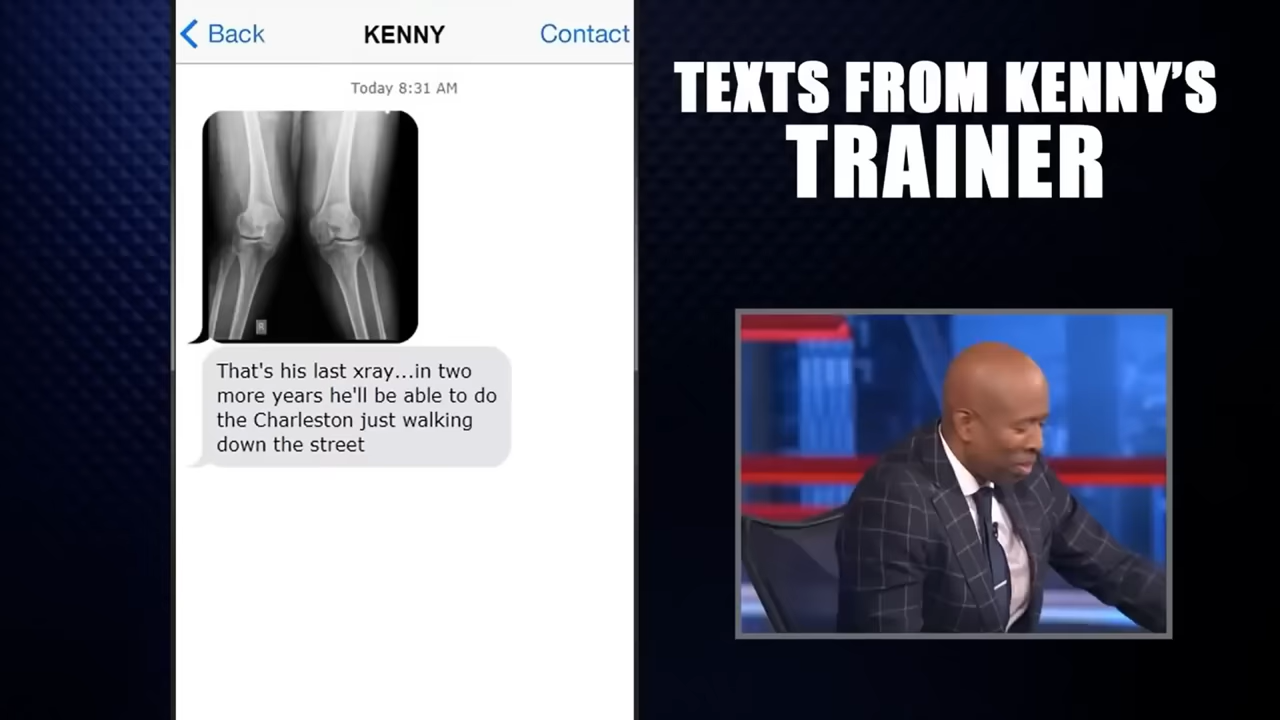 Back
KENNY
Contact
Today 8:31 AM
R
That's his last xray...in two
more years he'll be able to do
the Charleston just walking
down the street
TEXTS FROM KENNY'S
TRAINER